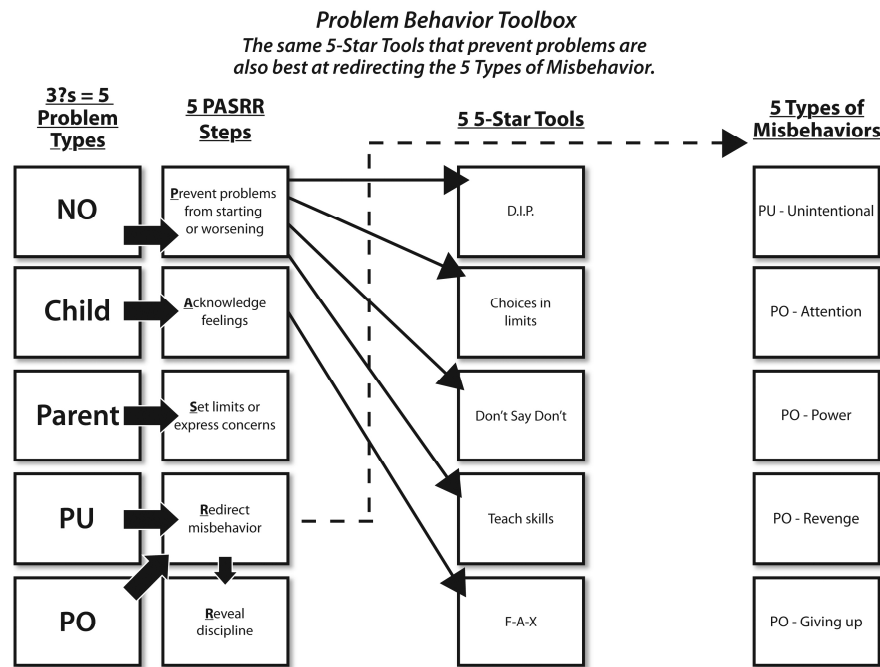 Problem Behavior Toolbox
The same 5-Star Tools that prevent problems are
also best at redirecting the 5 Types of Misbehavior.
3?s = 5
Problem
Types
5 PASRR
Steps
5 5-Star Tools
5 Types of
Misbehaviors
NO
Prevent problems
from starting
or worsening
D.I.P.
PU - Unintentional
Child
Acknowledge
feelings
Choices in
limits
PO - Attention
Parent
Set limits or
express concerns
Don't Say Don't
PO - Power
PU
Redirect
misbehavior
Teach skills
PO - Revenge
PO
Reveal
discipline
F-A-X
PO - Giving up